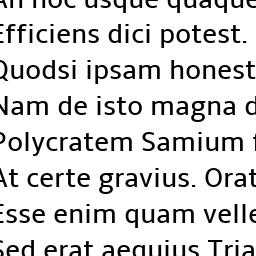 An hoc usque quaque
Efficiens dici potest.
Quodsi ipsam honest
Nam de isto magna d
Polycratem Samium f
At certe gravius. Orat
Esse enim quam velle
Sed erat aequius Tria